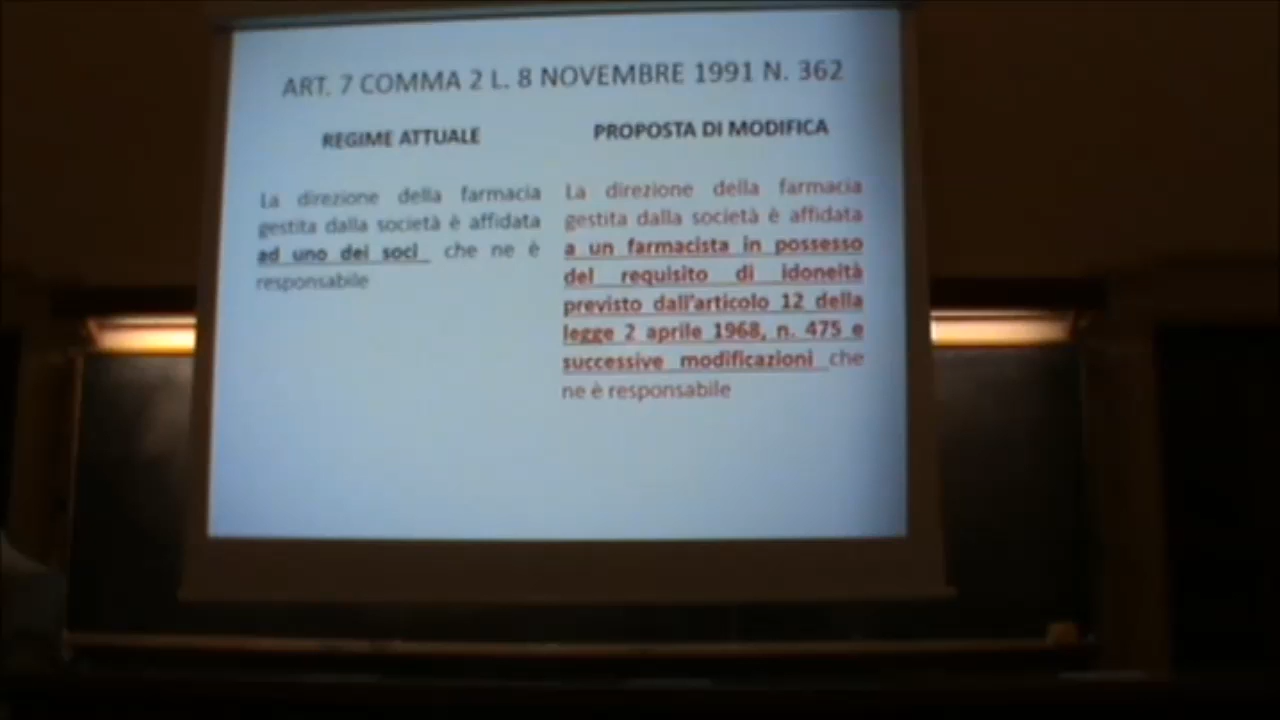 ART. 7 COMMA 2 L. 8 NOVEMBRE 1991 N. 362
REGIME ATTUALE
La direzione della farmacia
gestita dalla società è affidata
ad uno dei soci che ne è
responsabile
PROPOSTA DI MODIFICA
La direzione della farmacia
gestita dalla società è affidata
a un farmacista in possesso
del requisito di idoneità
previsto dall'articolo 12 della
legge 2 aprile 1968, n. 475 e
successive modificazioni che
ne è responsabile